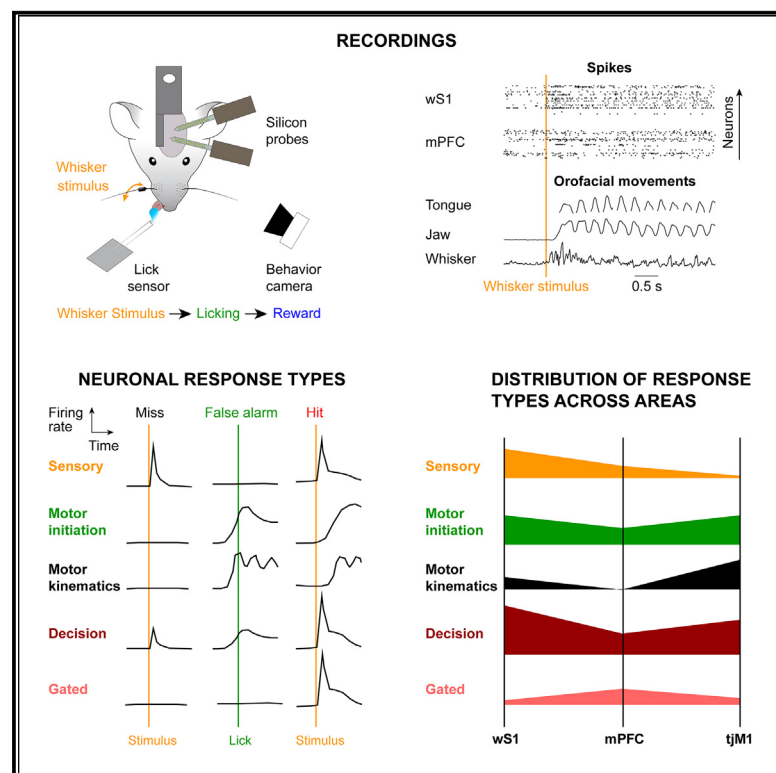 RECORDINGS
Silicon
probes
Whisker
stimulus
Lick
sensor
Behavior
camera
Whisker Stimulus → Licking → Reward
Spikes
wS1
mPFC
Neurons
Orofacial movements
Tongue
Jaw
Whisker
Whisker stimulus
0.5 s
NEURONAL RESPONSE TYPES
Firing
rate
Time
Miss
False alarm
Hit
Sensory
Motor
initiation
Motor
kinematics
Decision
Gated
Stimulus
Lick
Stimulus
DISTRIBUTION OF RESPONSE
TYPES ACROSS AREAS
Sensory
Motor
initiation
Motor
kinematics
Decision
Gated
wS1
mPFC
tjM1